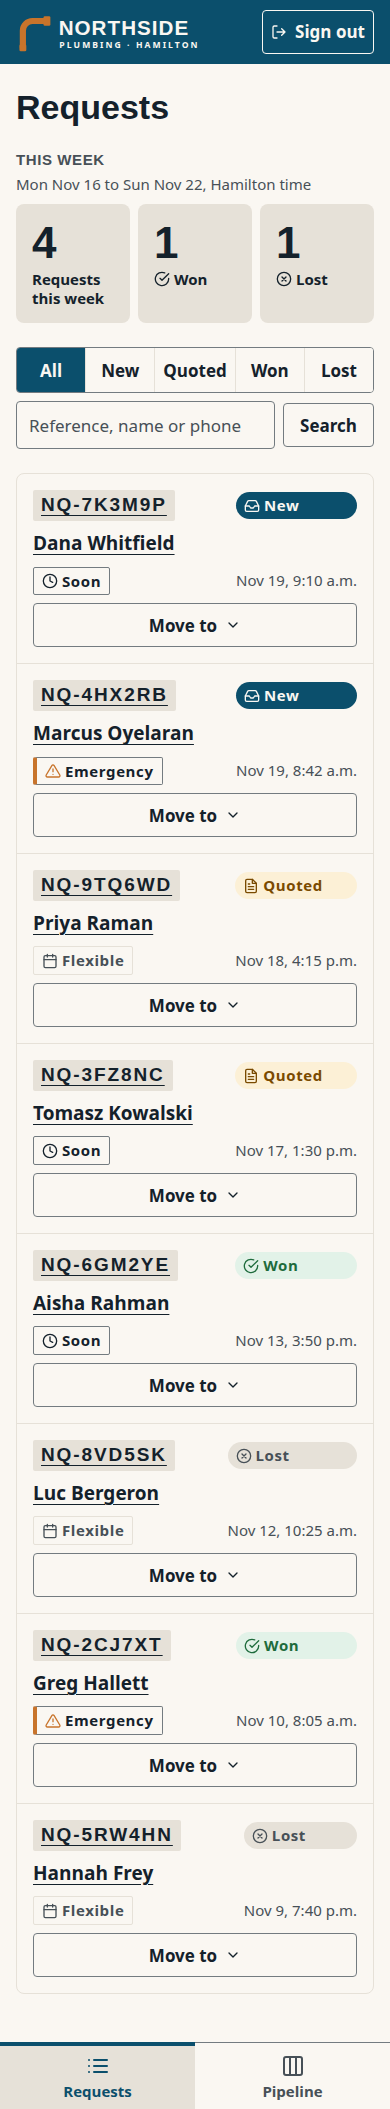 NORTHSIDE
PLUMBING · HAMILTON
Sign out
Requests
THIS WEEK
Mon Nov 16 to Sun Nov 22, Hamilton time
4
Requests
this week
1
Won
1
Lost
All New Quoted Won Lost
Reference, name or phone
Search
NQ-7K3M9P New
Dana Whitfield
Soon Nov 19, 9:10 a.m.
Move to
NQ-4HX2RB New
Marcus Oyelaran
Emergency Nov 19, 8:42 a.m.
Move to
NQ-9TQ6WD Quoted
Priya Raman
Flexible Nov 18, 4:15 p.m.
Move to
NQ-3FZ8NC Quoted
Tomasz Kowalski
Soon Nov 17, 1:30 p.m.
Move to
NQ-6GM2YE Won
Aisha Rahman
Soon Nov 13, 3:50 p.m.
Move to
NQ-8VD5SK Lost
Luc Bergeron
Flexible Nov 12, 10:25 a.m.
Move to
NQ-2CJ7XT Won
Greg Hallett
Emergency Nov 10, 8:05 a.m.
Move to
NQ-5RW4HN Lost
Hannah Frey
Flexible Nov 9, 7:40 p.m.
Move to
Requests Pipeline